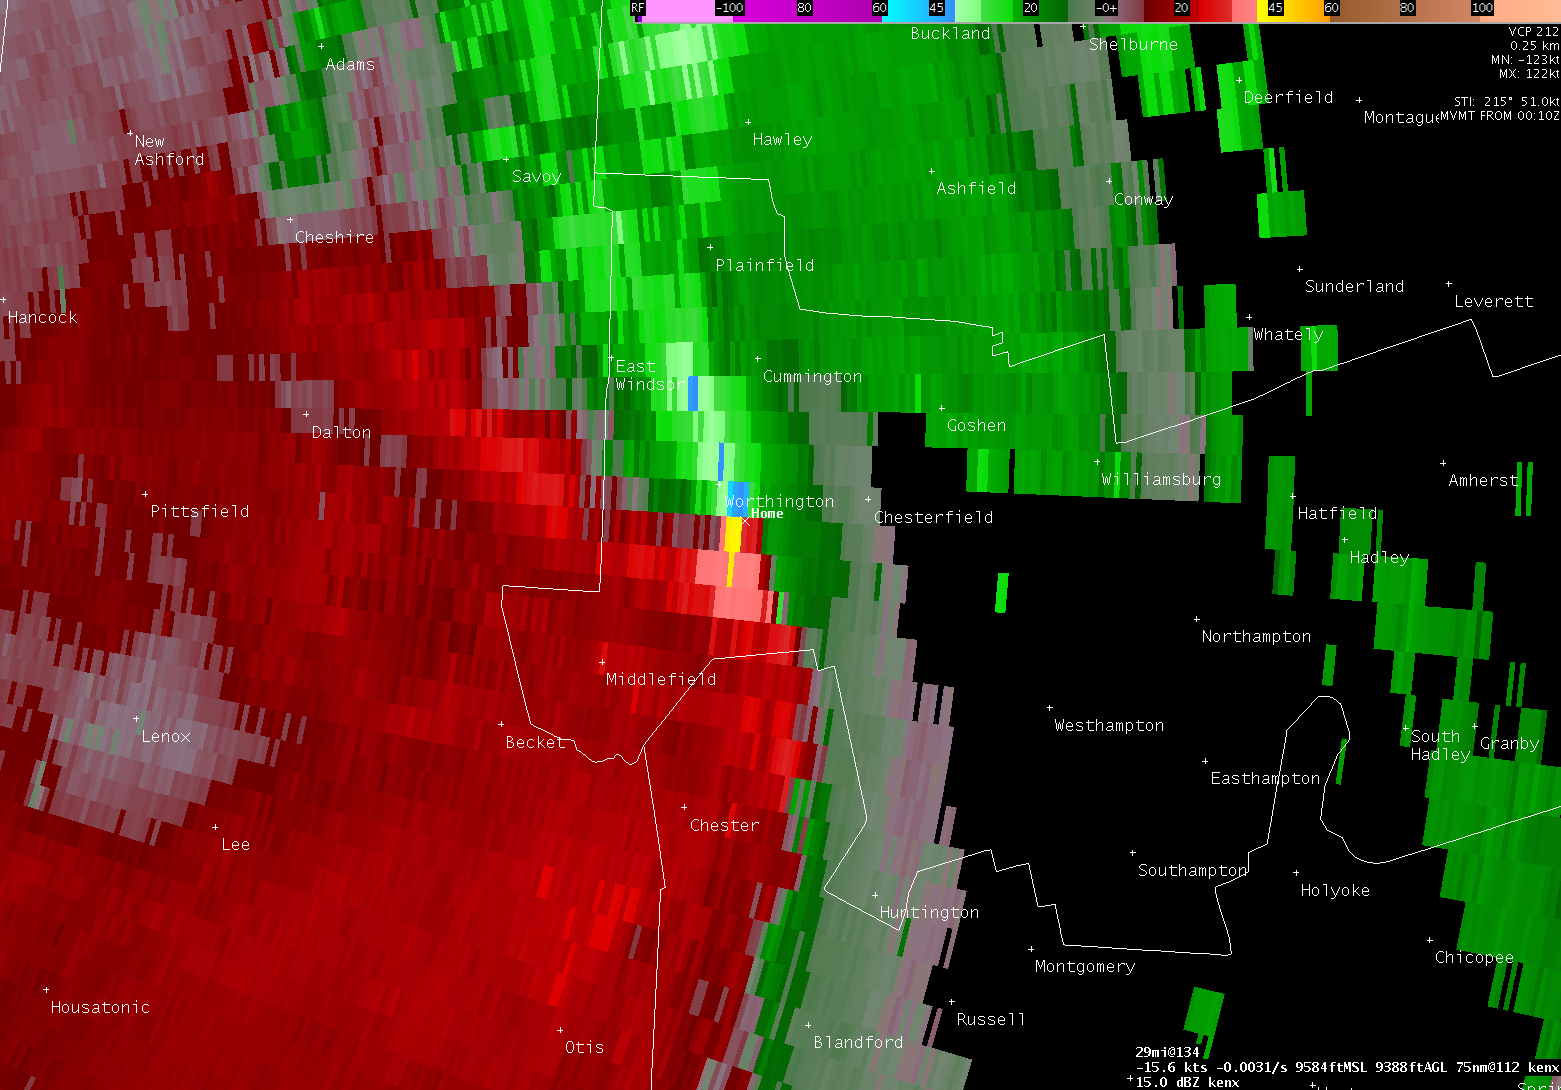 RF -100 80 60 45 20 -0+ 20 45 60 80 100
Buckland
Shelburne
VCP 212
0.25 km
MN: -123kt
MX: 122kt
STI: 215° 51.0kt
MVMT FROM 00:10Z
Adams
Deerfield
Montague
New
Ashford
Hawley
Savoy
Ashfield
Conway
Cheshire
Plainfield
Sunderland
Leverett
Hancock
Whately
East
Windsor
Cummington
Dalton
Goshen
Williamsburg
Amherst
Pittsfield
Worthington
Home
Chesterfield
Hatfield
Hadley
Northampton
Middlefield
Westhampton
Lenox
Becket
South
Hadley
Granby
Easthampton
Chester
Lee
Southampton
Holyoke
Huntington
Montgomery
Chicopee
Housatonic
Russell
Otis
Blandford
29mi@134
-15.6 kts -0.0031/s 9584ftMSL 9388ftAGL 75nm@112 kenx
15.0 dBZ kenx